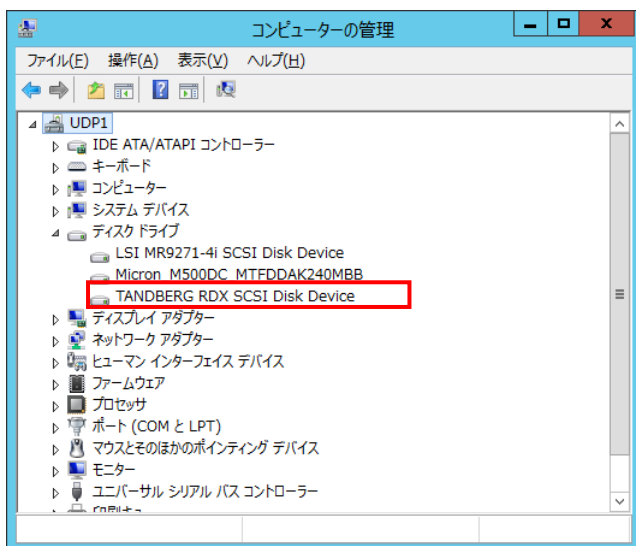 コンピューターの管理
ファイル(F) 操作(A) 表示(V) ヘルプ(H)
UDP1
IDE ATA/ATAPI コントローラー
キーボード
コンピューター
システム デバイス
ディスク ドライブ
LSI MR9271-4i SCSI Disk Device
Micron_M500DC_MTFDDAK240MBB
TANDBERG RDX SCSI Disk Device
ディスプレイ アダプター
ネットワーク アダプター
ヒューマン インターフェイス デバイス
ファームウェア
プロセッサ
ポート (COM と LPT)
マウスとそのほかのポインティング デバイス
モニター
ユニバーサル シリアル バス コントローラー